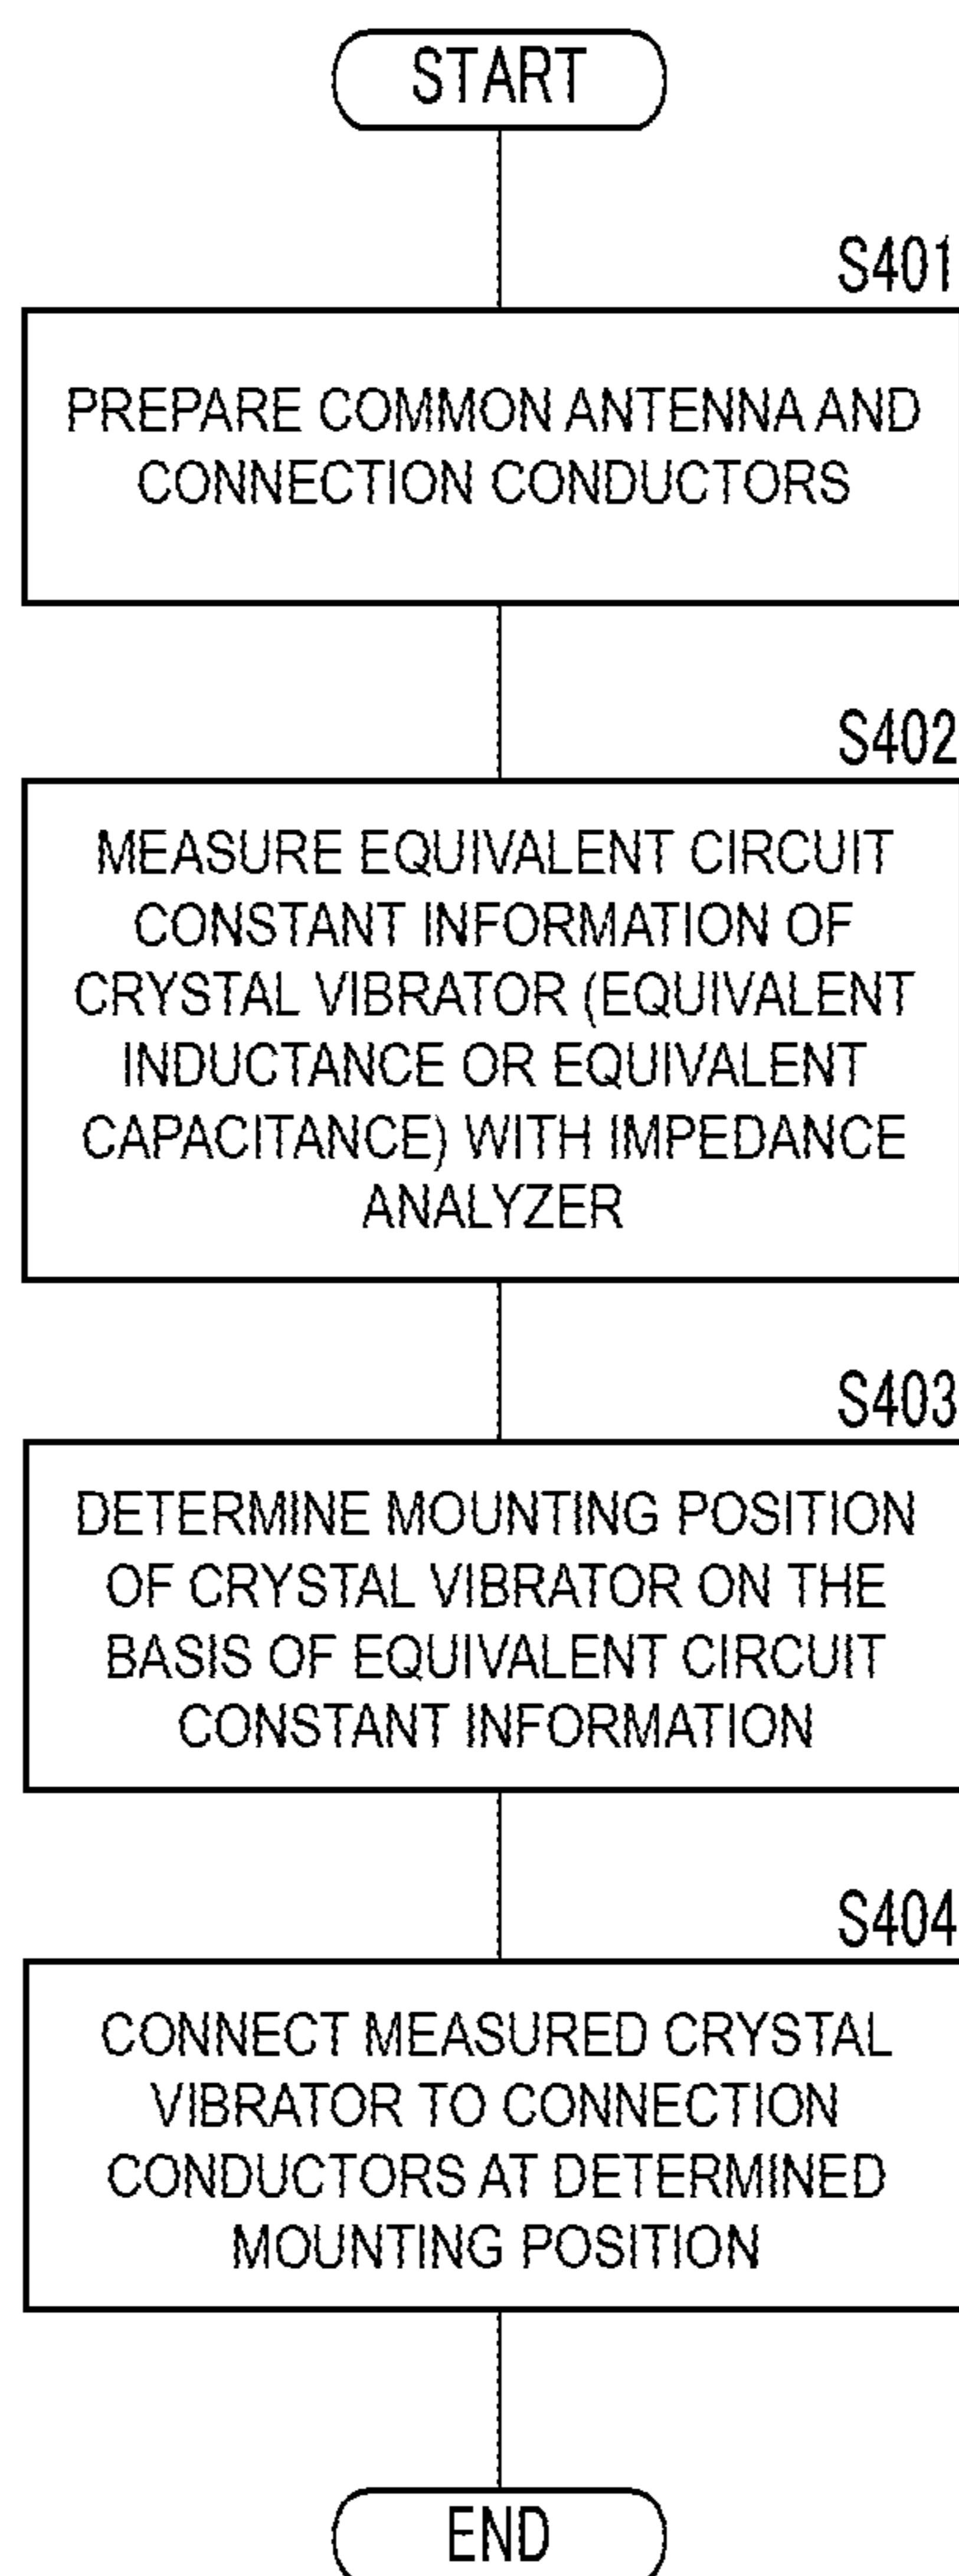 START
S401
PREPARE COMMON ANTENNA AND
CONNECTION CONDUCTORS
S402
MEASURE EQUIVALENT CIRCUIT
CONSTANT INFORMATION OF
CRYSTAL VIBRATOR (EQUIVALENT
INDUCTANCE OR EQUIVALENT
CAPACITANCE) WITH IMPEDANCE
ANALYZER
S403
DETERMINE MOUNTING POSITION
OF CRYSTAL VIBRATOR ON THE
BASIS OF EQUIVALENT CIRCUIT
CONSTANT INFORMATION
S404
CONNECT MEASURED CRYSTAL
VIBRATOR TO CONNECTION
CONDUCTORS AT DETERMINED
MOUNTING POSITION
END